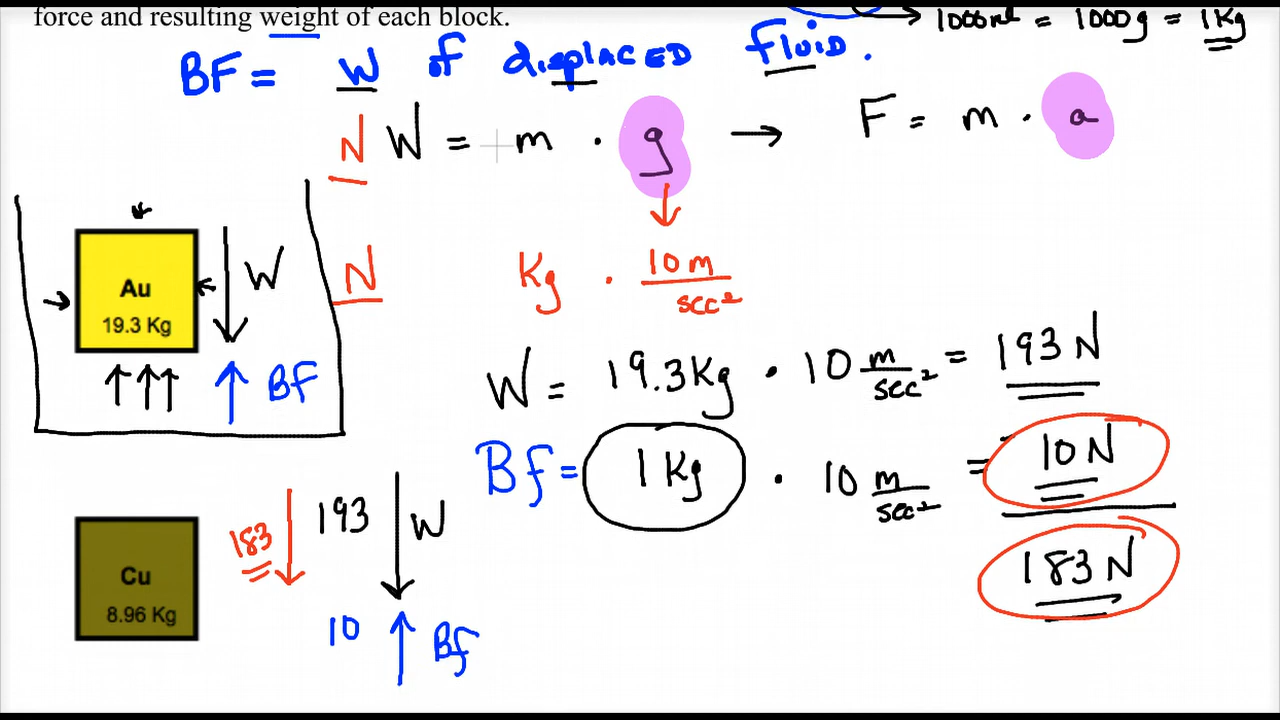 force and resulting weight of each block.
1000ml = 1000g = 1Kg
BF = W of displaced fluid.
N W = m · g → F = m · a
N Kg · 10 m/sec²
Au
19.3 Kg
W
BF
W = 19.3Kg · 10 m/sec² = 193 N
Bf = 1 Kg · 10 m/sec² = 10 N
183 N
Cu
8.96 Kg
183
193 W
10 Bf